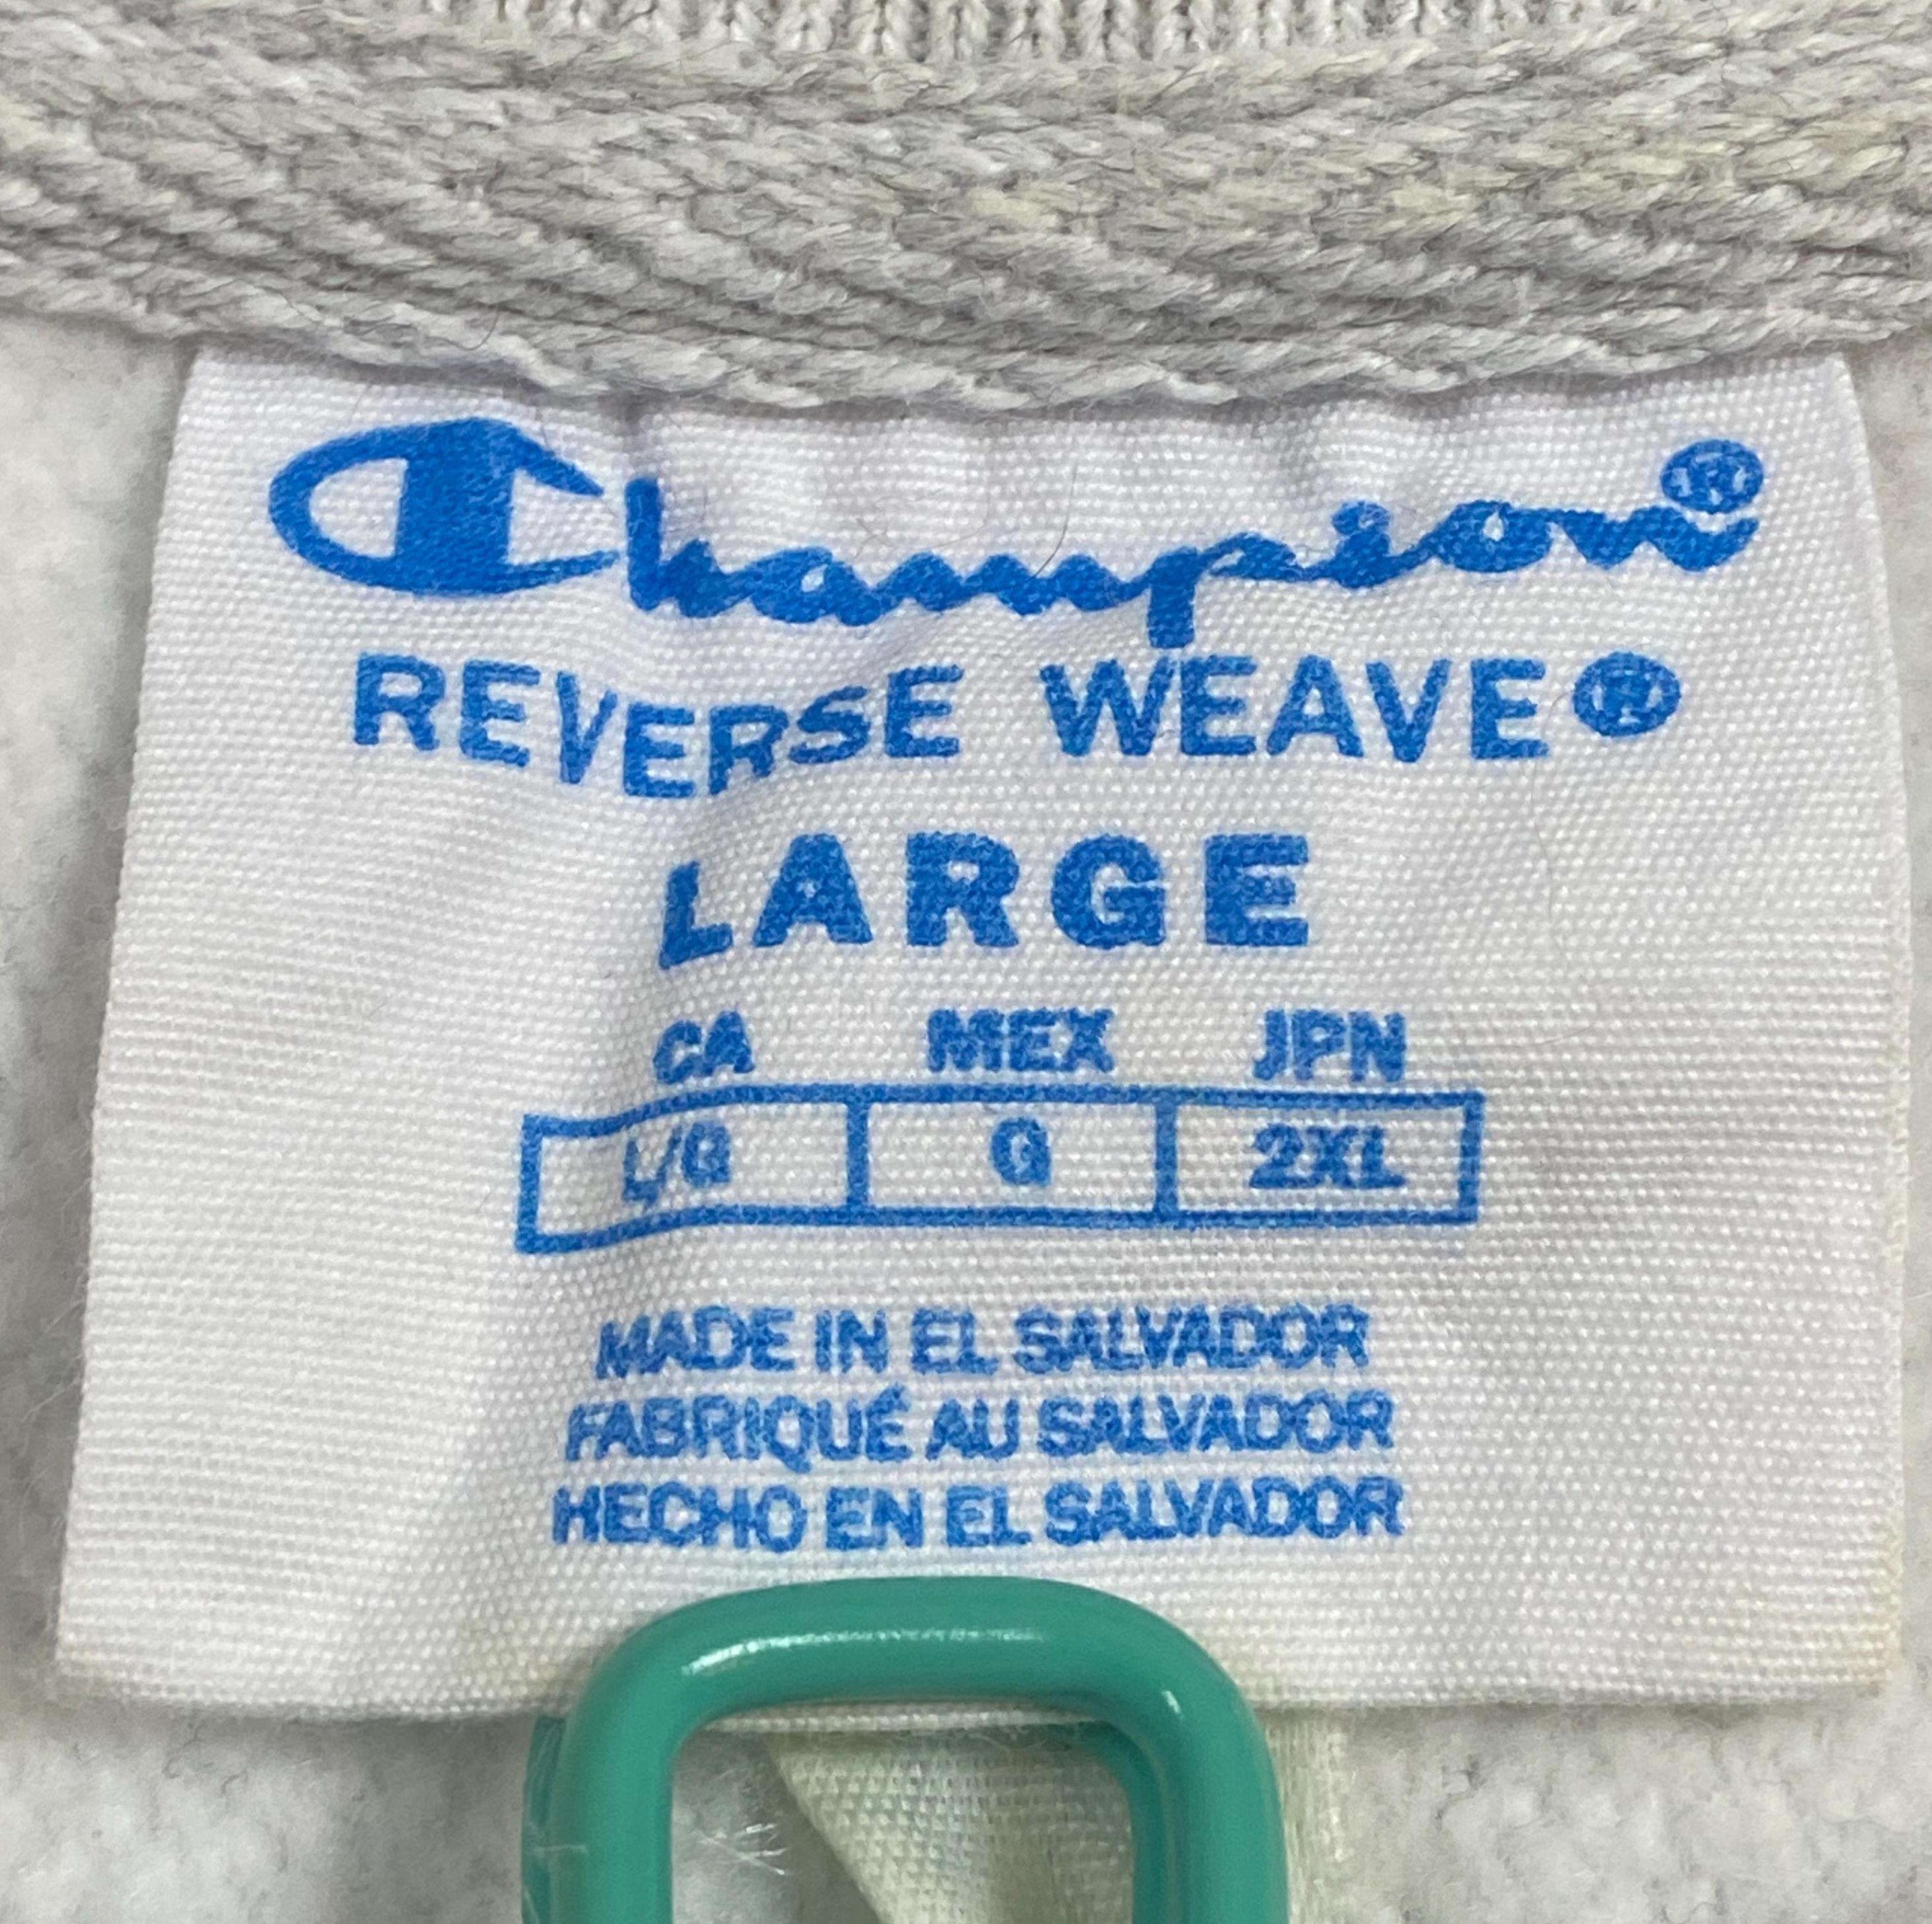 Champion®
REVERSE WEAVE®
LARGE
CA MEX JPN
L/G G 2XL
MADE IN EL SALVADOR
FABRIQUÉ AU SALVADOR
HECHO EN EL SALVADOR